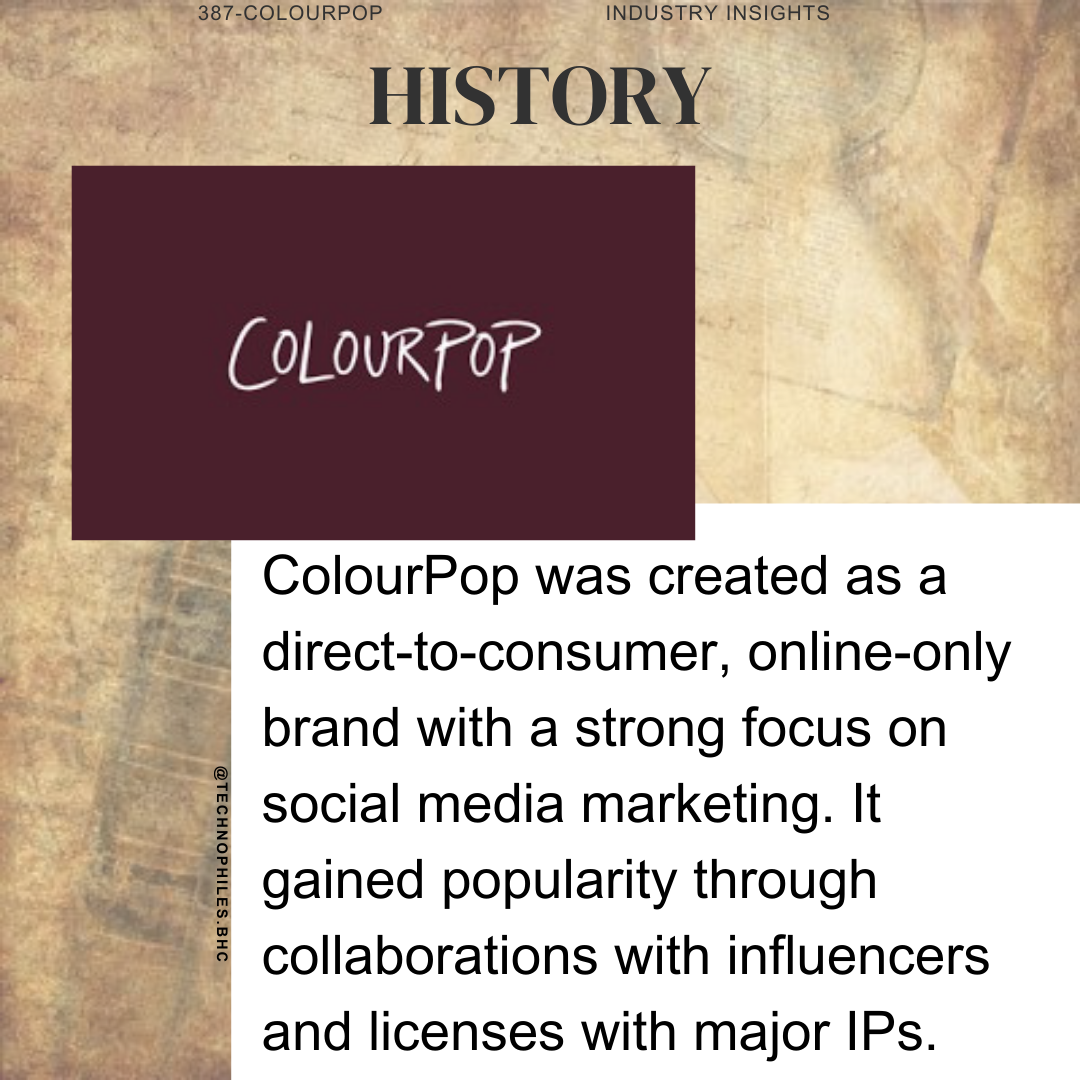 387-COLOURPOP
INDUSTRY INSIGHTS
HISTORY
COLOURPOP
ColourPop was created as a
direct-to-consumer, online-only
brand with a strong focus on
social media marketing. It
gained popularity through
collaborations with influencers
and licenses with major IPs.
@TECHNOPHILES.BHC